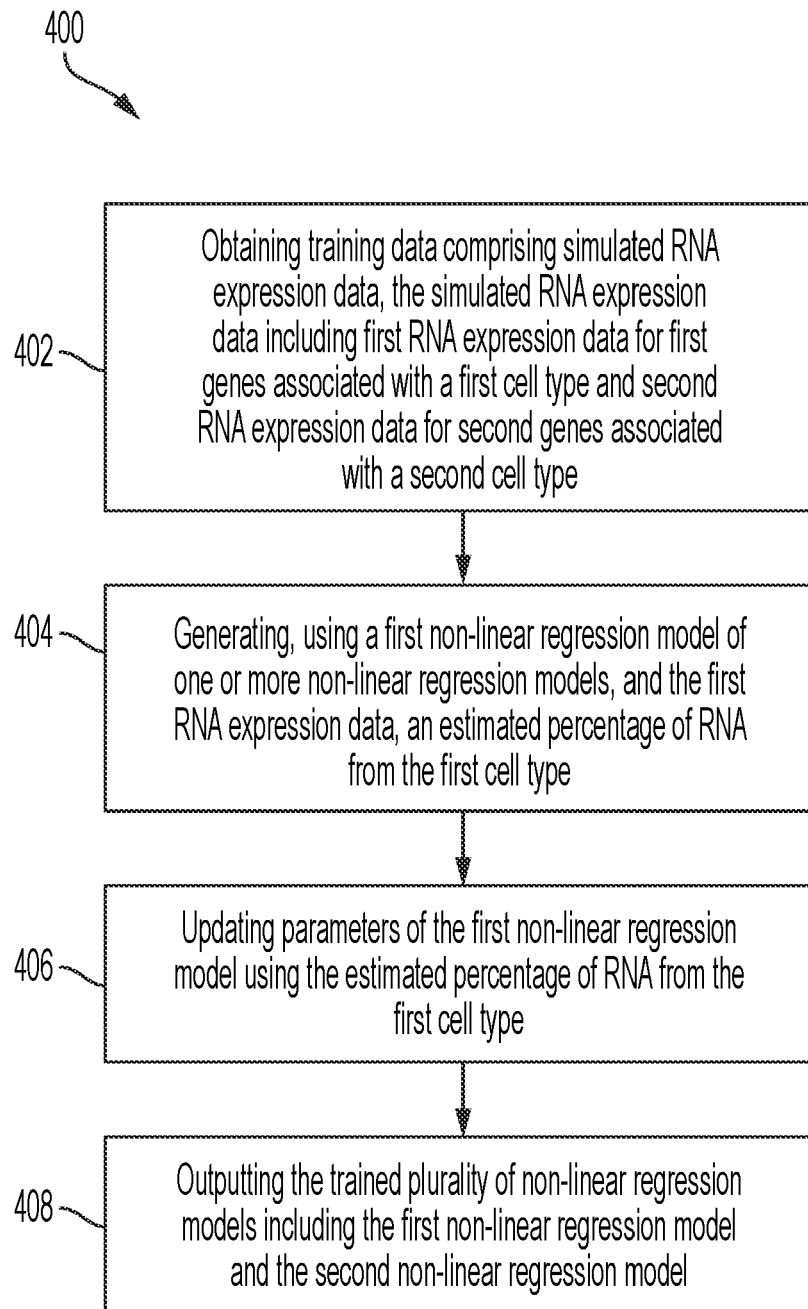 400
402
Obtaining training data comprising simulated RNA
expression data, the simulated RNA expression
data including first RNA expression data for first
genes associated with a first cell type and second
RNA expression data for second genes associated
with a second cell type
404
Generating, using a first non-linear regression model of
one or more non-linear regression models, and the first
RNA expression data, an estimated percentage of RNA
from the first cell type
406
Updating parameters of the first non-linear regression
model using the estimated percentage of RNA from the
first cell type
408
Outputting the trained plurality of non-linear regression
models including the first non-linear regression model
and the second non-linear regression model